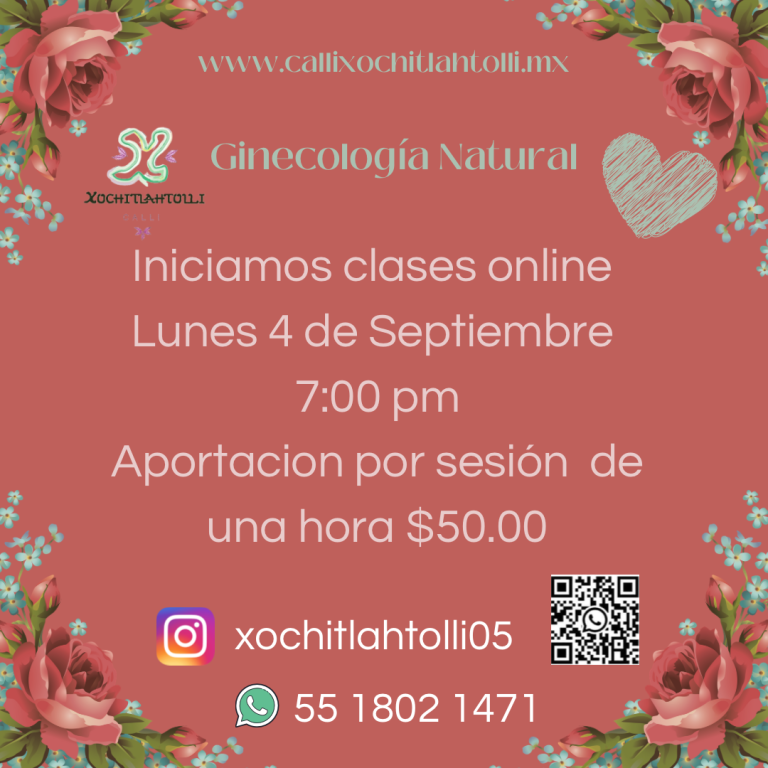 www.callixochitlahtolli.mx
Ginecología Natural
XOCHITLAHTOLLI
CALLI
Iniciamos clases online
Lunes 4 de Septiembre
7:00 pm
Aportacion por sesión de
una hora $50.00
xochitlahtolli05
55 1802 1471